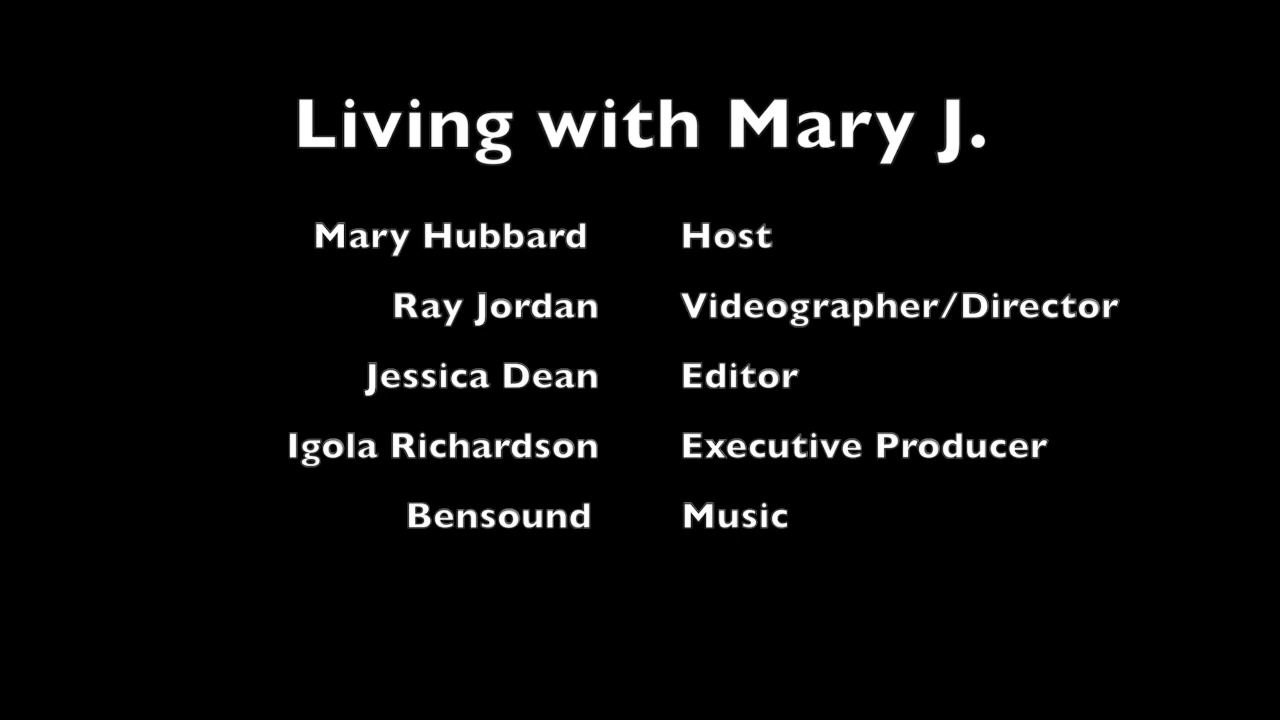 Living with Mary J.
Mary Hubbard Host
Ray Jordan Videographer/Director
Jessica Dean Editor
Igola Richardson Executive Producer
Bensound Music